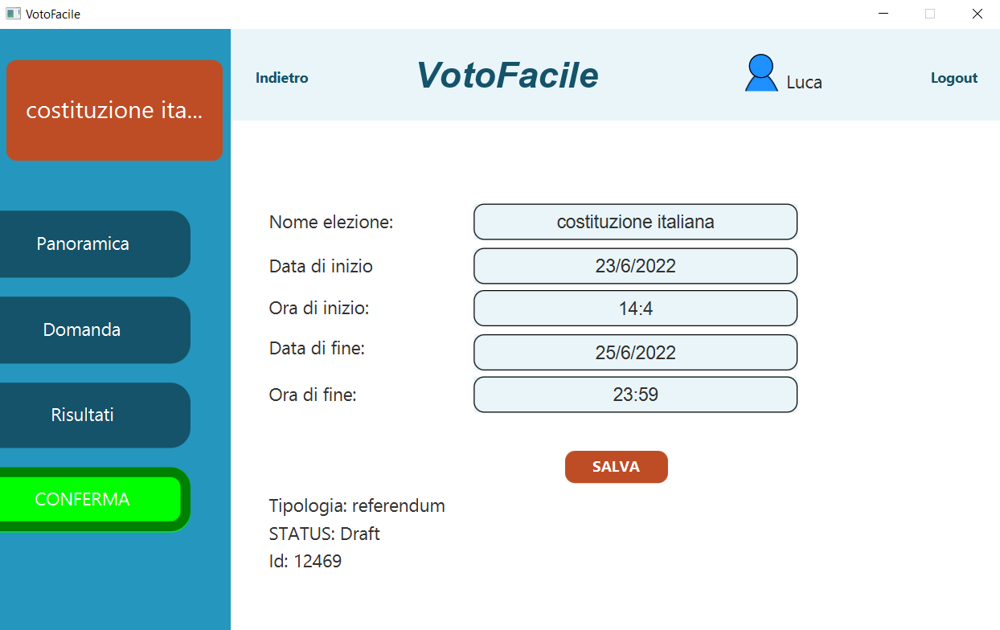 VotoFacile
costituzione ita...
Panoramica
Domanda
Risultati
CONFERMA
Indietro
VotoFacile
Luca
Logout
Nome elezione: costituzione italiana
Data di inizio 23/6/2022
Ora di inizio: 14:4
Data di fine: 25/6/2022
Ora di fine: 23:59
SALVA
Tipologia: referendum
STATUS: Draft
Id: 12469